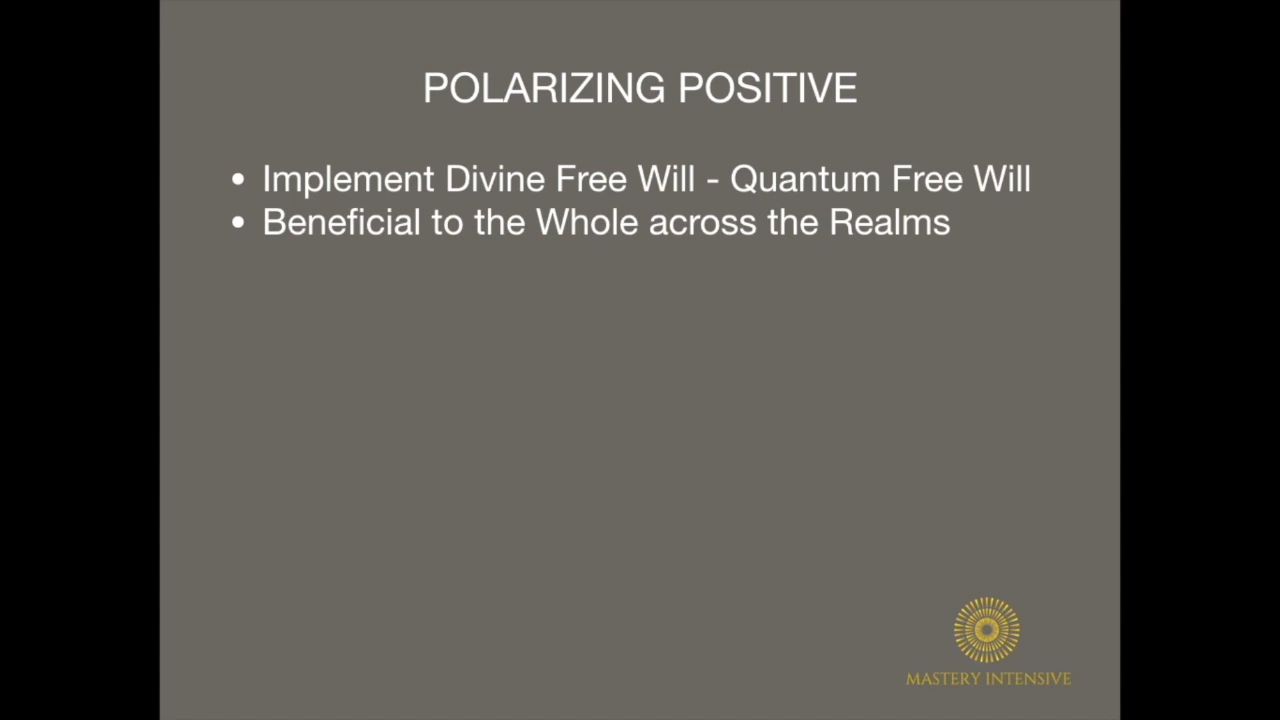 POLARIZING POSITIVE
• Implement Divine Free Will - Quantum Free Will
• Beneficial to the Whole across the Realms
MASTERY INTENSIVE